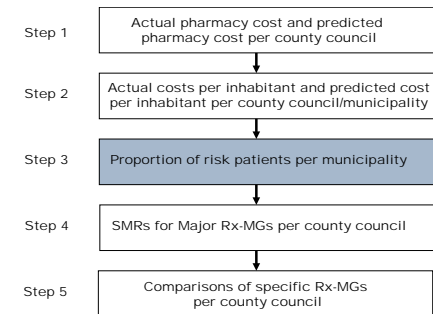 Step 1
Actual pharmacy cost and predicted
pharmacy cost per county council
Step 2
Actual costs per inhabitant and predicted cost
per inhabitant per county council/municipality
Step 3
Proportion of risk patients per municipality
Step 4
SMRs for Major Rx-MGs per county council
Step 5
Comparisons of specific Rx-MGs
per county council